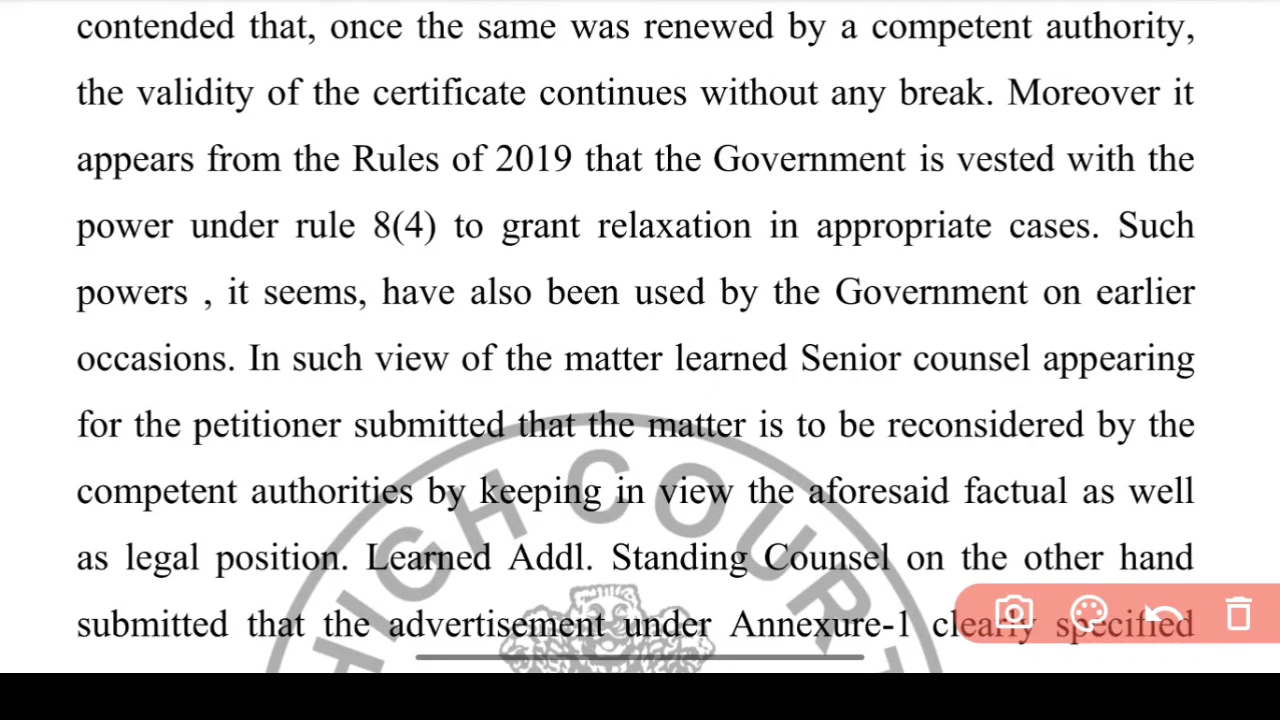 contended that, once the same was renewed by a competent authority,
the validity of the certificate continues without any break. Moreover it
appears from the Rules of 2019 that the Government is vested with the
power under rule 8(4) to grant relaxation in appropriate cases. Such
powers , it seems, have also been used by the Government on earlier
occasions. In such view of the matter learned Senior counsel appearing
for the petitioner submitted that the matter is to be reconsidered by the
competent authorities by keeping in view the aforesaid factual as well
as legal position. Learned Addl. Standing Counsel on the other hand
submitted that the advertisement under Annexure-1 clearly specified
HIGH COURT